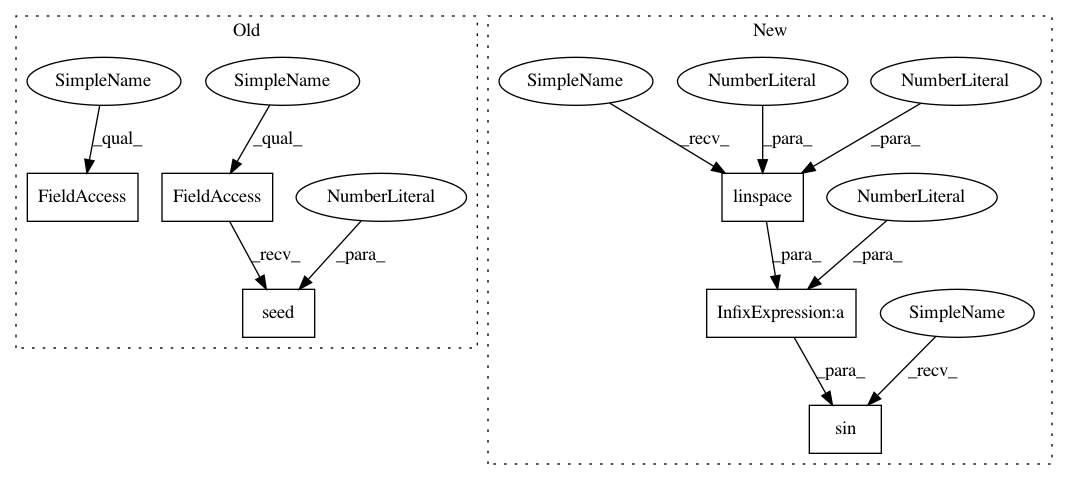 Old
New
SimpleName
SimpleName
SimpleName
NumberLiteral
NumberLiteral
_qual_
_qual_
_recv_
_para_
_para_
FieldAccess
FieldAccess
NumberLiteral
linspace
NumberLiteral
_recv_
_para_
_para_
_para_
seed
InfixExpression:a
SimpleName
_para_
_recv_
sin